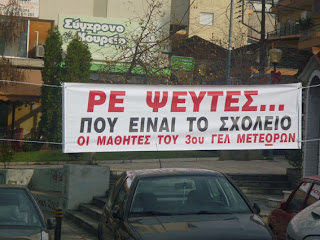 Σύγχρονο
Κουρείο
ΡΕ ΨΕΥΤΕΣ...
ΠΟΥ ΕΙΝΑΙ ΤΟ ΣΧΟΛΕΙΟ
ΟΙ ΜΑΘΗΤΕΣ ΤΟΥ 3ου ΓΕΛ ΜΕΤΕΩΡΩΝ